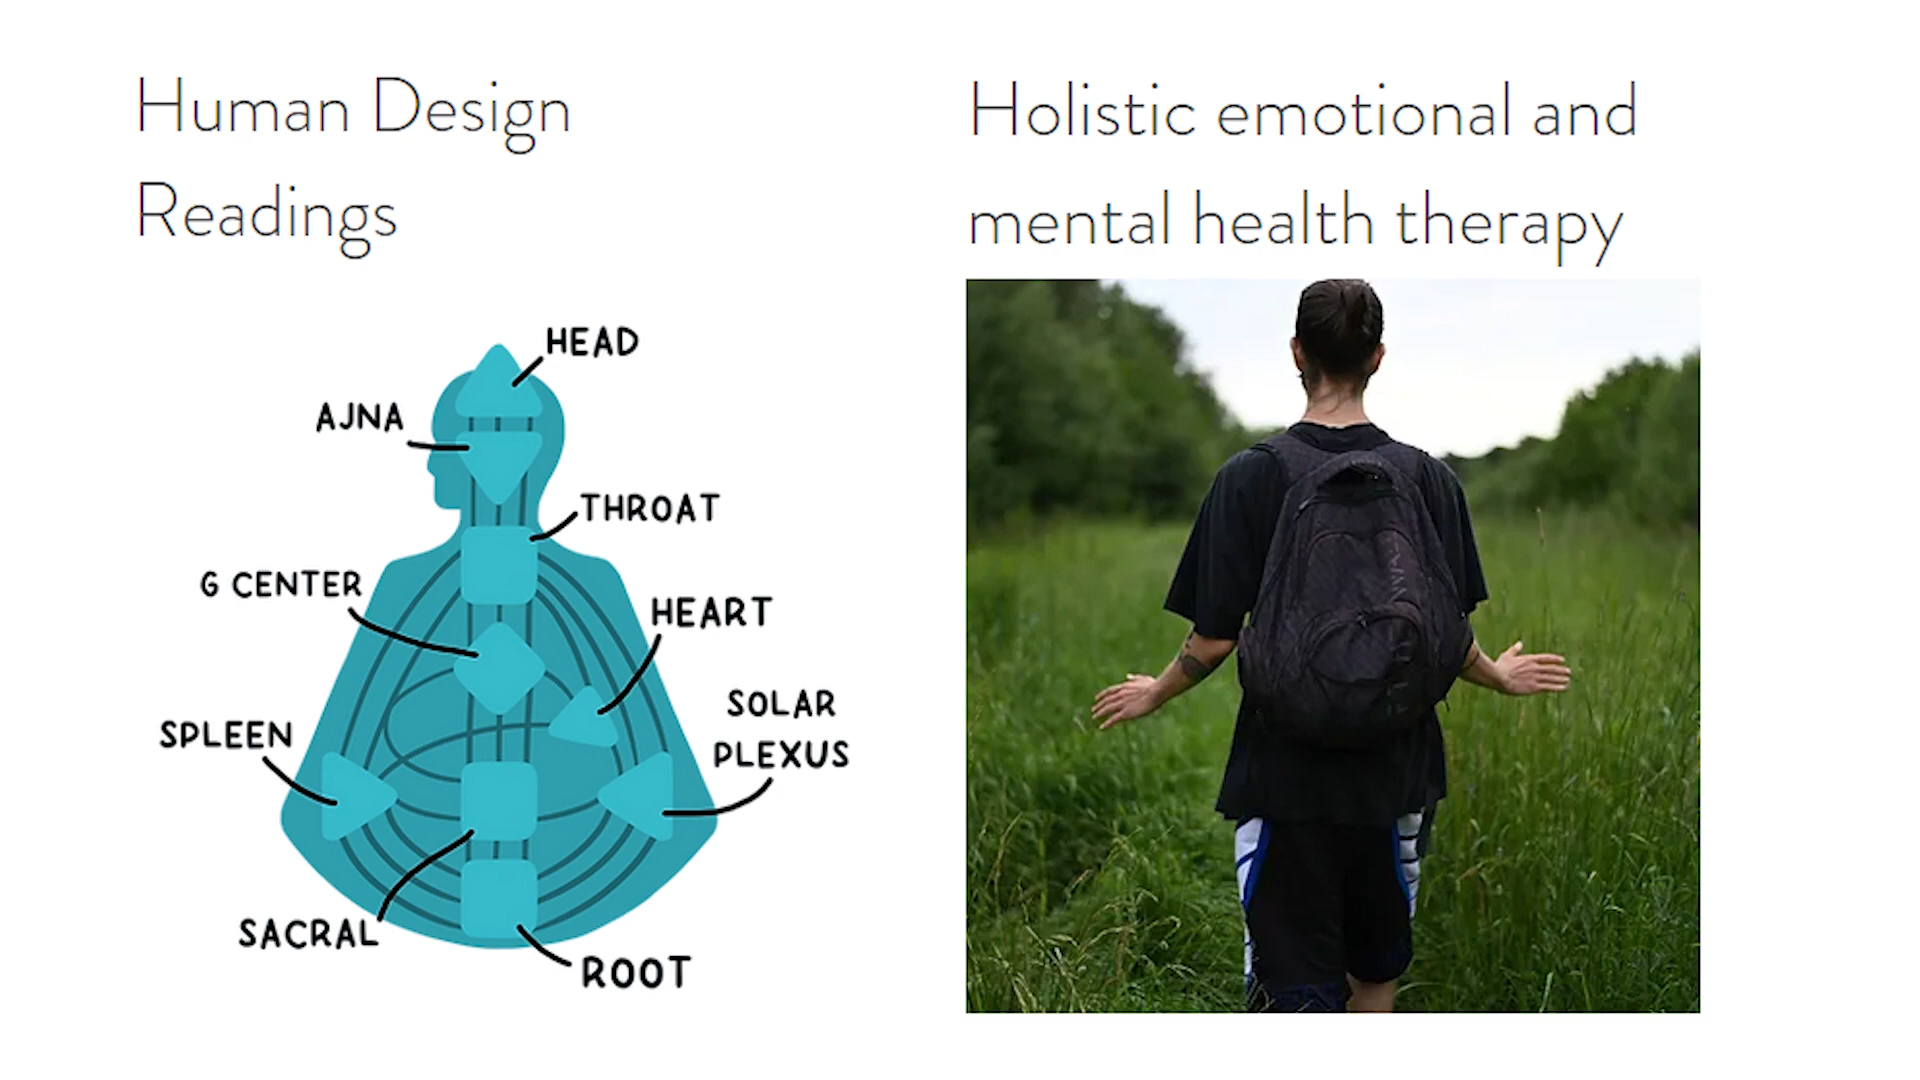 Human Design
Readings
HEAD
AJNA
THROAT
G CENTER
HEART
SOLAR
PLEXUS
SPLEEN
SACRAL
ROOT
Holistic emotional and
mental health therapy